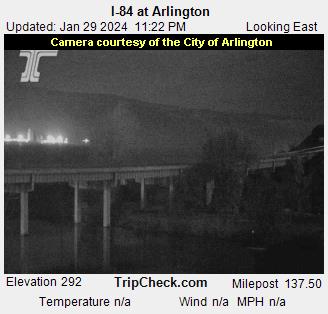 I-84 at Arlington
Updated: Jan 29 2024 11:22 PM Looking East
Camera courtesy of the City of Arlington
Elevation 292 TripCheck.com Milepost 137.50
Temperature n/a Wind n/a MPH n/a